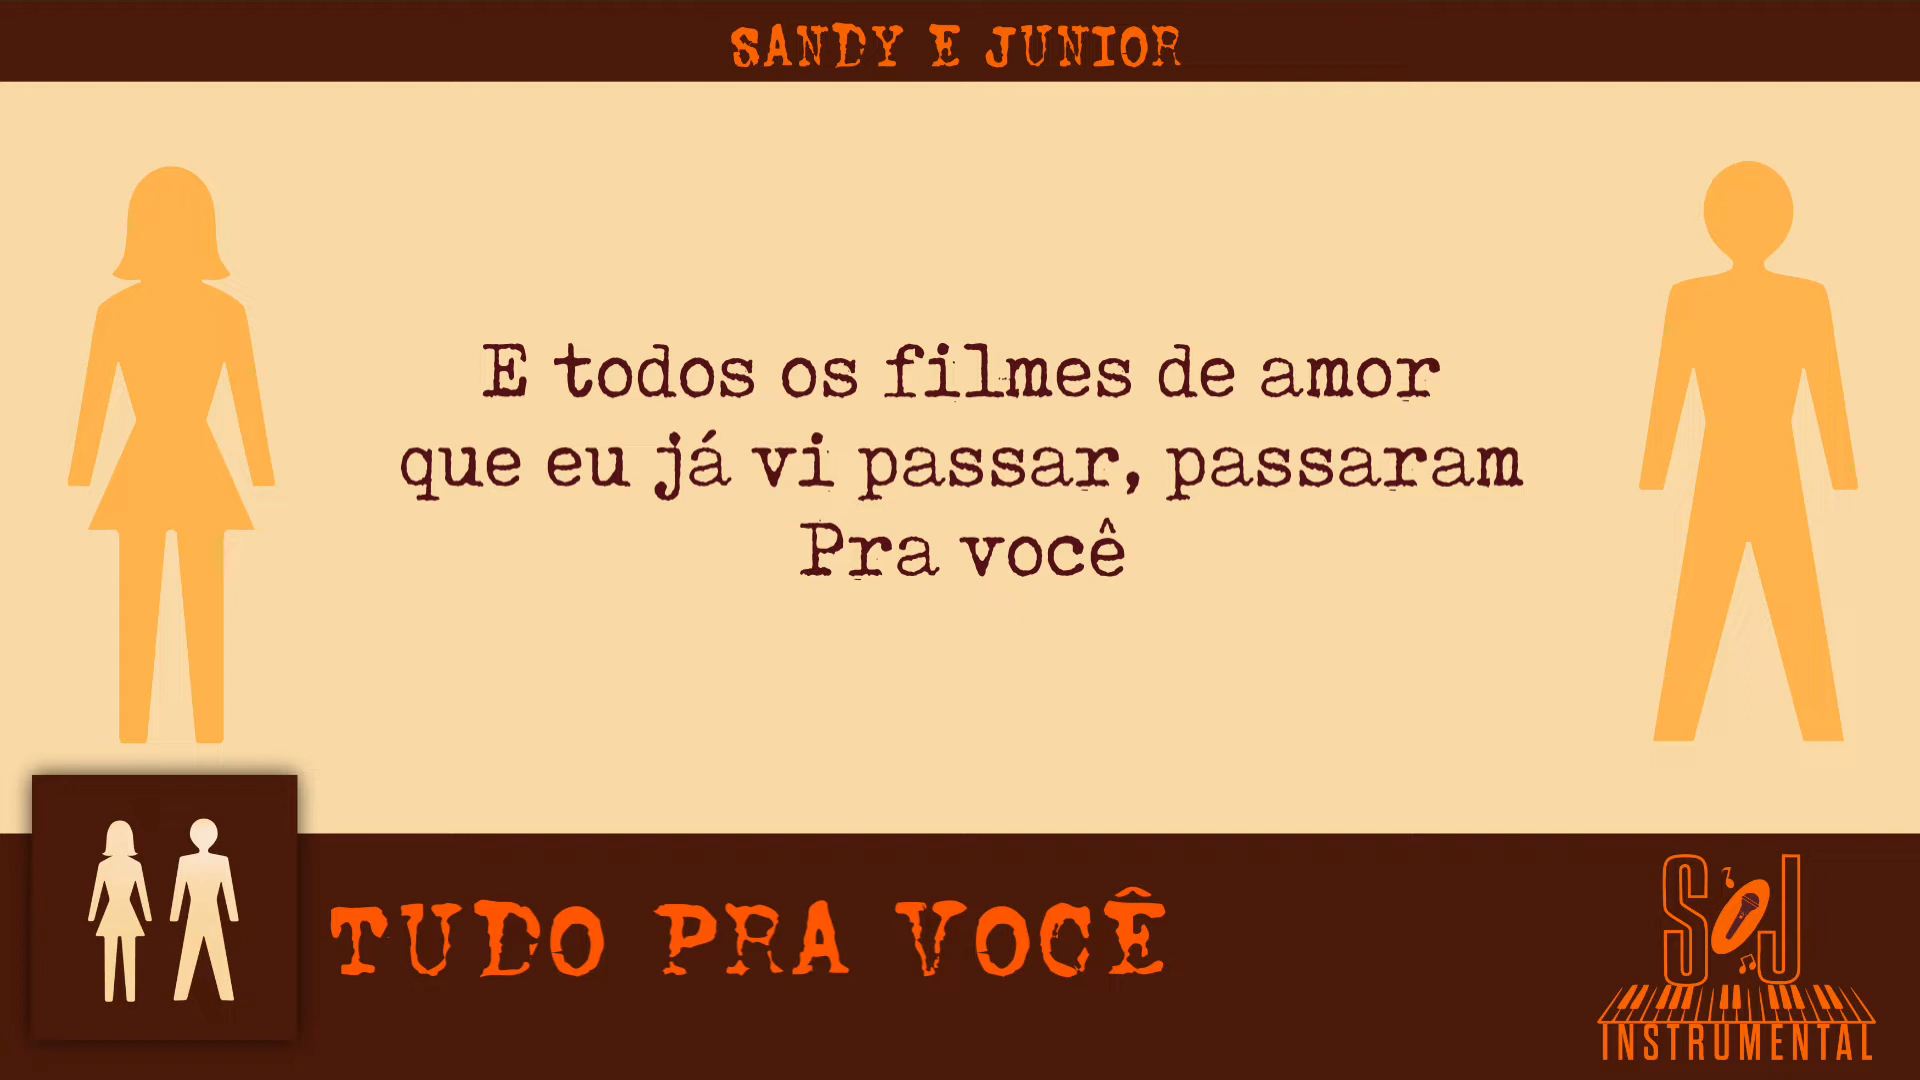 SANDY E JUNIOR
E todos os filmes de amor
que eu já vi passar, passaram
Pra você
TUDO PRA VOCÊ
S J
INSTRUMENTAL